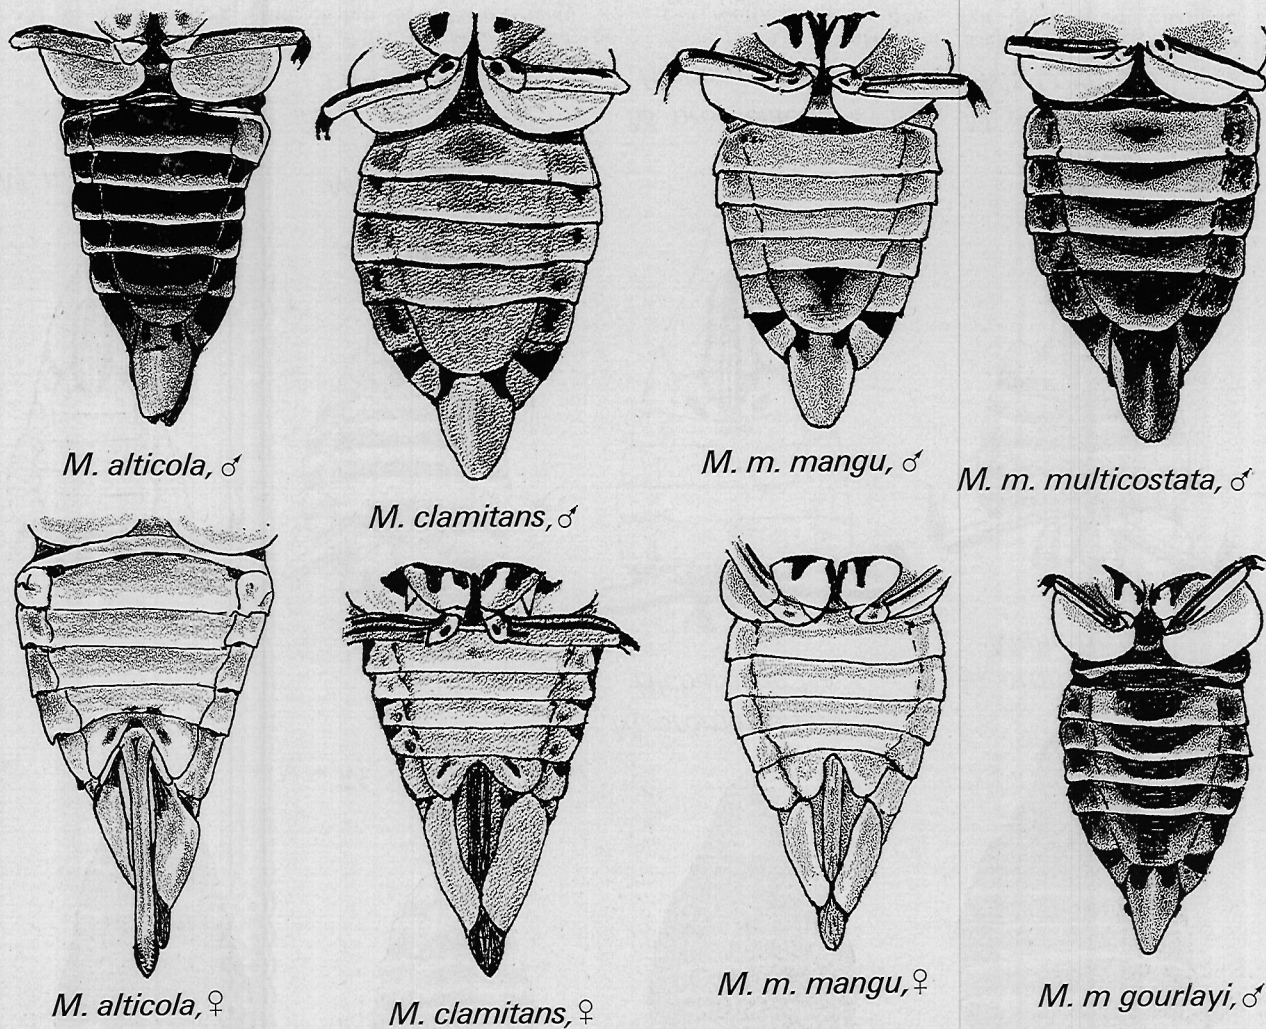 M. alticola, ♂
M. clamitans, ♂
M. m. mangu, ♂
M. m. multicostata, ♂
M. alticola, ♀
M. clamitans, ♀
M. m. mangu, ♀
M. m gourlayi, ♂